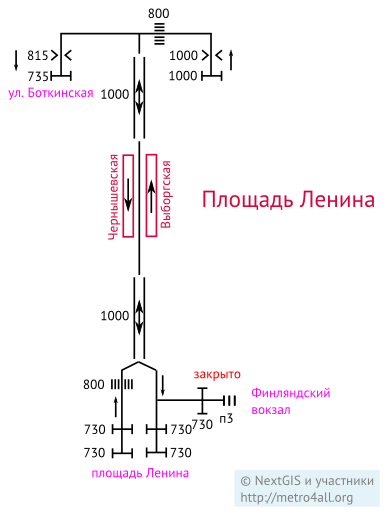 800
815
1000
735
1000
ул. Боткинская
1000
Чернышевская
Выборгская
Площадь Ленина
1000
закрыто
800
Финляндский
вокзал
730
730
730
п3
730
730
площадь Ленина
© NextGIS и участники
http://metro4all.org